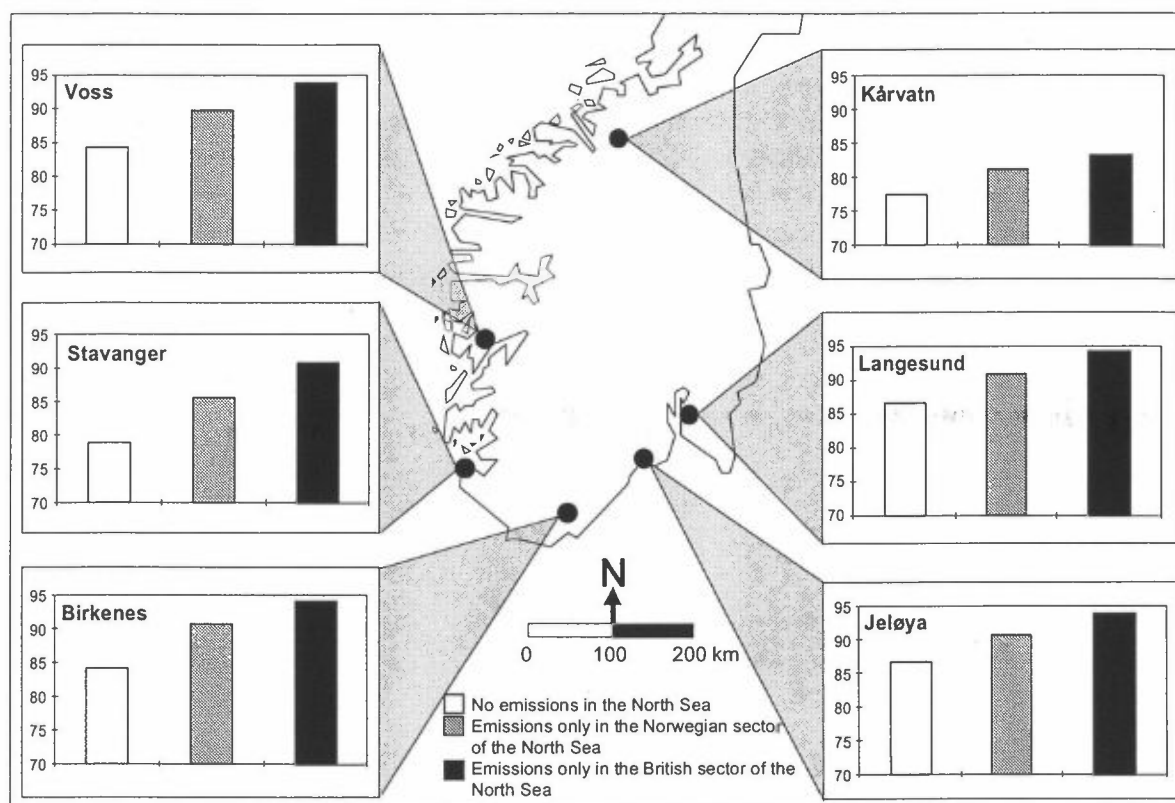 Voss
95
90
85
80
75
70
Kårvatn
95
90
85
80
75
70
Stavanger
95
90
85
80
75
70
Langesund
95
90
85
80
75
70
Birkenes
95
90
85
80
75
70
Jeløya
95
90
85
80
75
70
N
0 100 200 km
No emissions in the North Sea
Emissions only in the Norwegian sector
of the North Sea
Emissions only in the British sector of the
North Sea